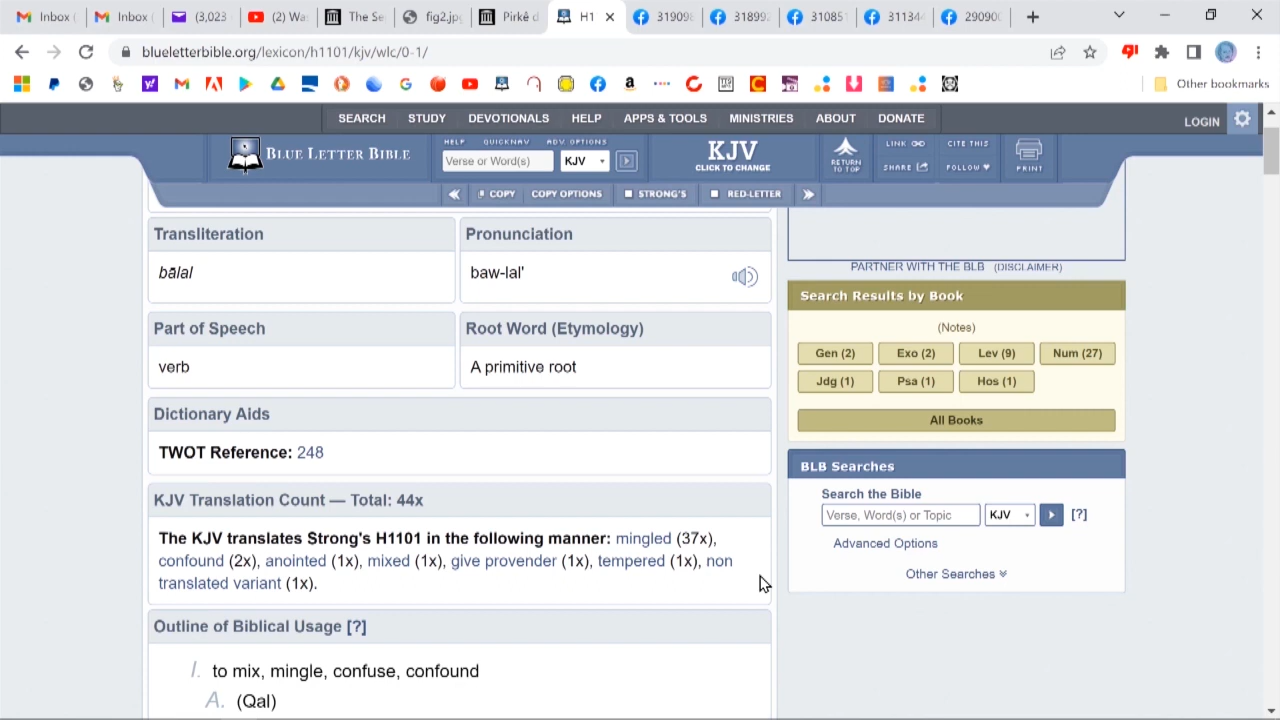 Inbox (
Inbox (
(3,023
(2) Wa
The Se
fig2.jp
Pirkê d
H1
31909
31899
31085
31134
29090
blueletterbible.org/lexicon/h1101/kjv/wlc/0-1/
Other bookmarks
SEARCH STUDY DEVOTIONALS HELP APPS & TOOLS MINISTRIES ABOUT DONATE
LOGIN
BLUE LETTER BIBLE
HELP QUICKNAV ADV OPTIONS
Verse or Word(s) KJV
KJV
CLICK TO CHANGE
RETURN
TO TOP
LINK CITE THIS
SHARE FOLLOW
PRINT
COPY COPY OPTIONS STRONG'S RED-LETTER
Transliteration
bālal
Pronunciation
baw-lal'
Part of Speech
verb
Root Word (Etymology)
A primitive root
Dictionary Aids
TWOT Reference: 248
KJV Translation Count — Total: 44x
The KJV translates Strong's H1101 in the following manner: mingled (37x),
confound (2x), anointed (1x), mixed (1x), give provender (1x), tempered (1x), non
translated variant (1x).
Outline of Biblical Usage [?]
I. to mix, mingle, confuse, confound
A. (Qal)
PARTNER WITH THE BLB (DISCLAIMER)
Search Results by Book
(Notes)
Gen (2) Exo (2) Lev (9) Num (27)
Jdg (1) Psa (1) Hos (1)
All Books
BLB Searches
Search the Bible
Verse, Word(s) or Topic KJV [?]
Advanced Options
Other Searches